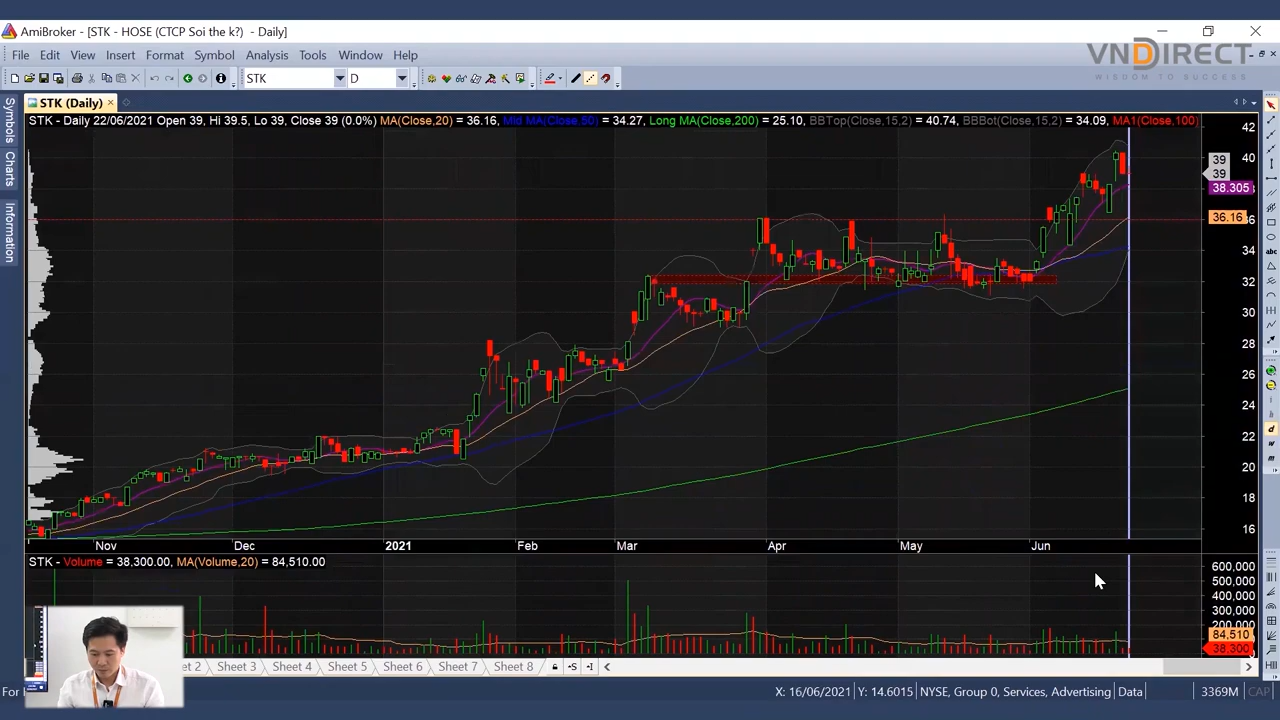 AmiBroker - [STK - HOSE (CTCP Soi the k?) - Daily]
File Edit View Insert Format Symbol Analysis Tools Window Help
VNDIRECT
WISDOM TO SUCCESS
STK D
STK (Daily)
Symbols
Charts
Information
STK - Daily 22/06/2021 Open 39, Hi 39.5, Lo 39, Close 39 (0.0%) MA(Close,20) = 36.16, Mid MA(Close,50) = 34.27, Long MA(Close,200) = 25.10, BBTop(Close,15,2) = 40.74, BBBot(Close,15,2) = 34.09, MA1(Close,100)
42
40
39
39
38.305
36.16
34
32
30
28
26
24
22
20
18
16
Nov Dec 2021 Feb Mar Apr May Jun
STK - Volume = 38,300.00, MA(Volume,20) = 84,510.00
600,000
500,000
400,000
300,000
200,000
84,510
38,300
Sheet 3 Sheet 4 Sheet 5 Sheet 6 Sheet 7 Sheet 8
X: 16/06/2021 Y: 14.6015 NYSE, Group 0, Services, Advertising Data 3369M CAP